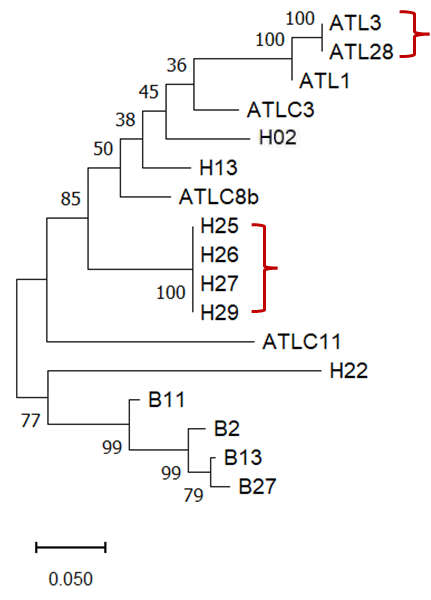 100 ATL3
100 ATL28
36 ATL1
45 ATLC3
38 H02
50 H13
85 ATLC8b
H25
H26
H27
100 H29
ATLC11
H22
77 B11
99 B2
99 B13
79 B27
0.050